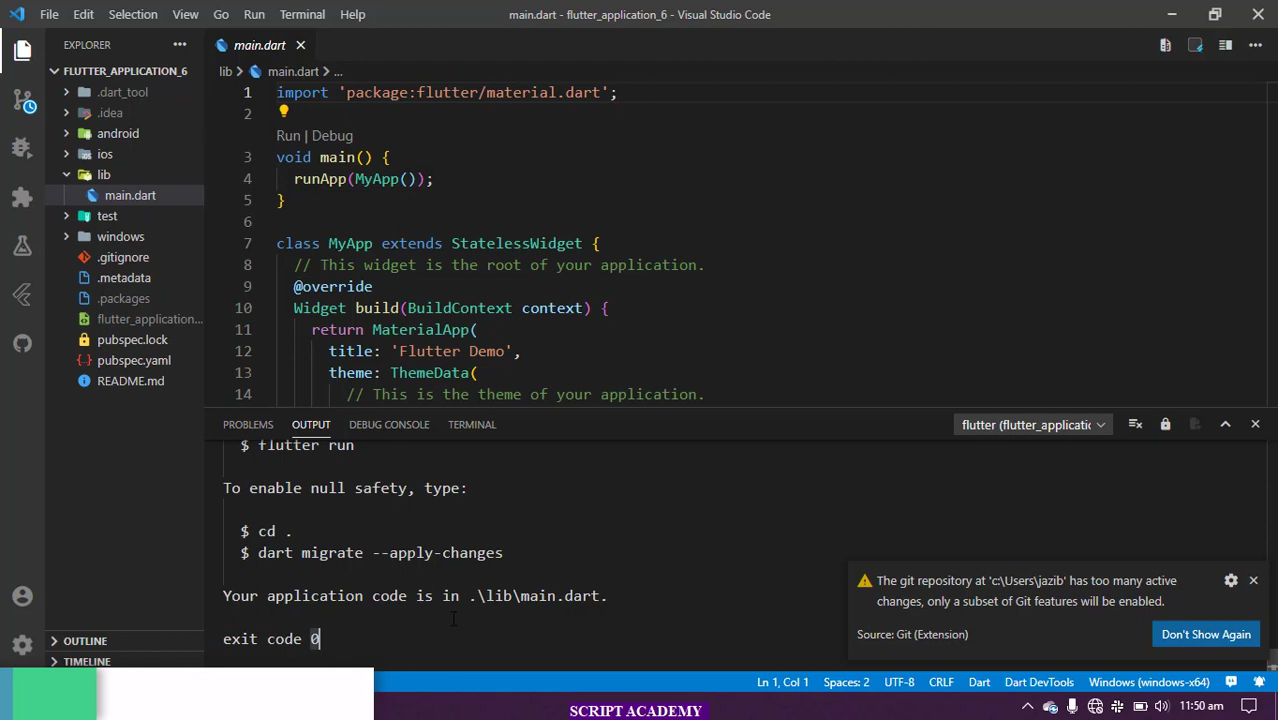 File Edit Selection View Go Run Terminal Help
main.dart - flutter_application_6 - Visual Studio Code
EXPLORER
main.dart
FLUTTER_APPLICATION_6
.dart_tool
.idea
android
ios
lib
main.dart
test
windows
.gitignore
.metadata
.packages
flutter_application...
pubspec.lock
pubspec.yaml
README.md
OUTLINE
TIMELINE
lib > main.dart > ...
1 import 'package:flutter/material.dart';
2
Run | Debug
3 void main() {
4 runApp(MyApp());
5 }
6
7 class MyApp extends StatelessWidget {
8 // This widget is the root of your application.
9 @override
10 Widget build(BuildContext context) {
11 return MaterialApp(
12 title: 'Flutter Demo',
13 theme: ThemeData(
14 // This is the theme of your application.
PROBLEMS OUTPUT DEBUG CONSOLE TERMINAL
flutter (flutter_applicatic
$ flutter run
To enable null safety, type:
$ cd .
$ dart migrate --apply-changes
Your application code is in .\lib\main.dart.
exit code 0
The git repository at 'c:\Users\jazib' has too many active
changes, only a subset of Git features will be enabled.
Source: Git (Extension)
Don't Show Again
Ln 1, Col 1 Spaces: 2 UTF-8 CRLF Dart Dart DevTools Windows (windows-x64)
SCRIPT ACADEMY
11:50 am